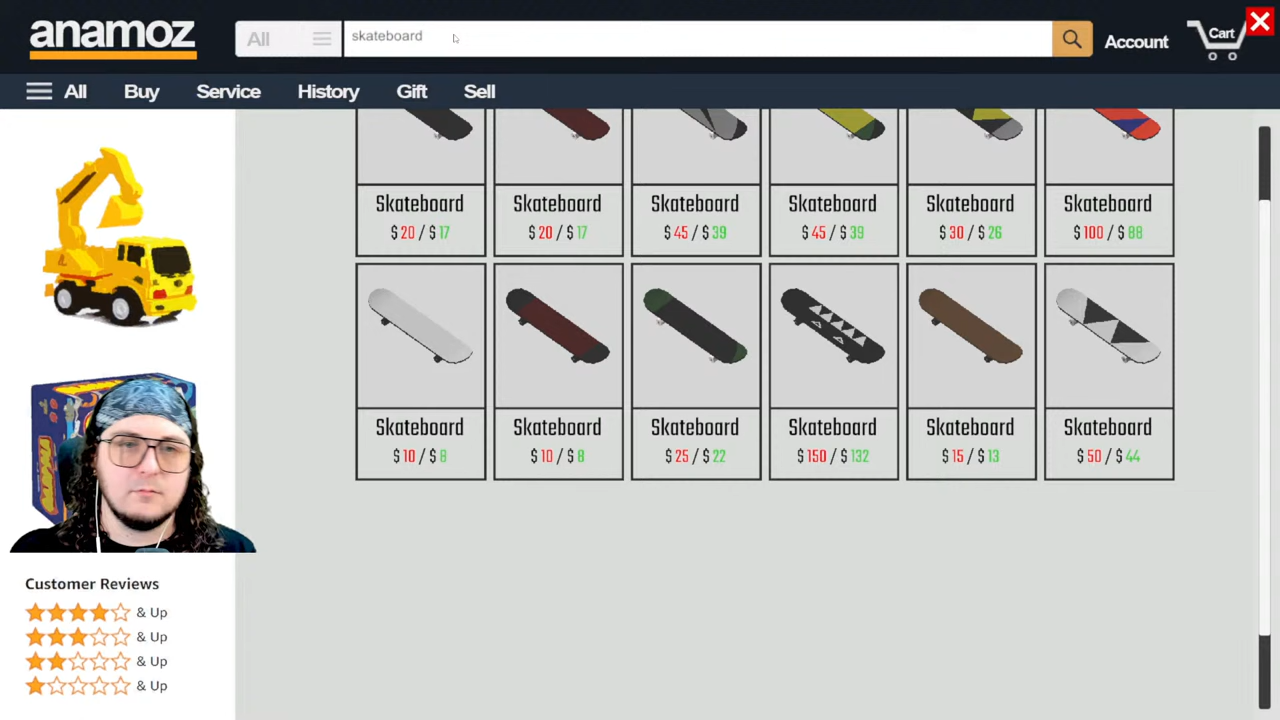 anamoz
All
skateboard
Account
Cart
All Buy Service History Gift Sell
Skateboard Skateboard Skateboard Skateboard Skateboard Skateboard
$ 20 / $ 17 $ 20 / $ 17 $ 45 / $ 39 $ 45 / $ 39 $ 30 / $ 26 $ 100 / $ 88
Skateboard Skateboard Skateboard Skateboard Skateboard Skateboard
$ 10 / $ 8 $ 10 / $ 8 $ 25 / $ 22 $ 150 / $ 132 $ 15 / $ 13 $ 50 / $ 44
Customer Reviews
& Up
& Up
& Up
& Up